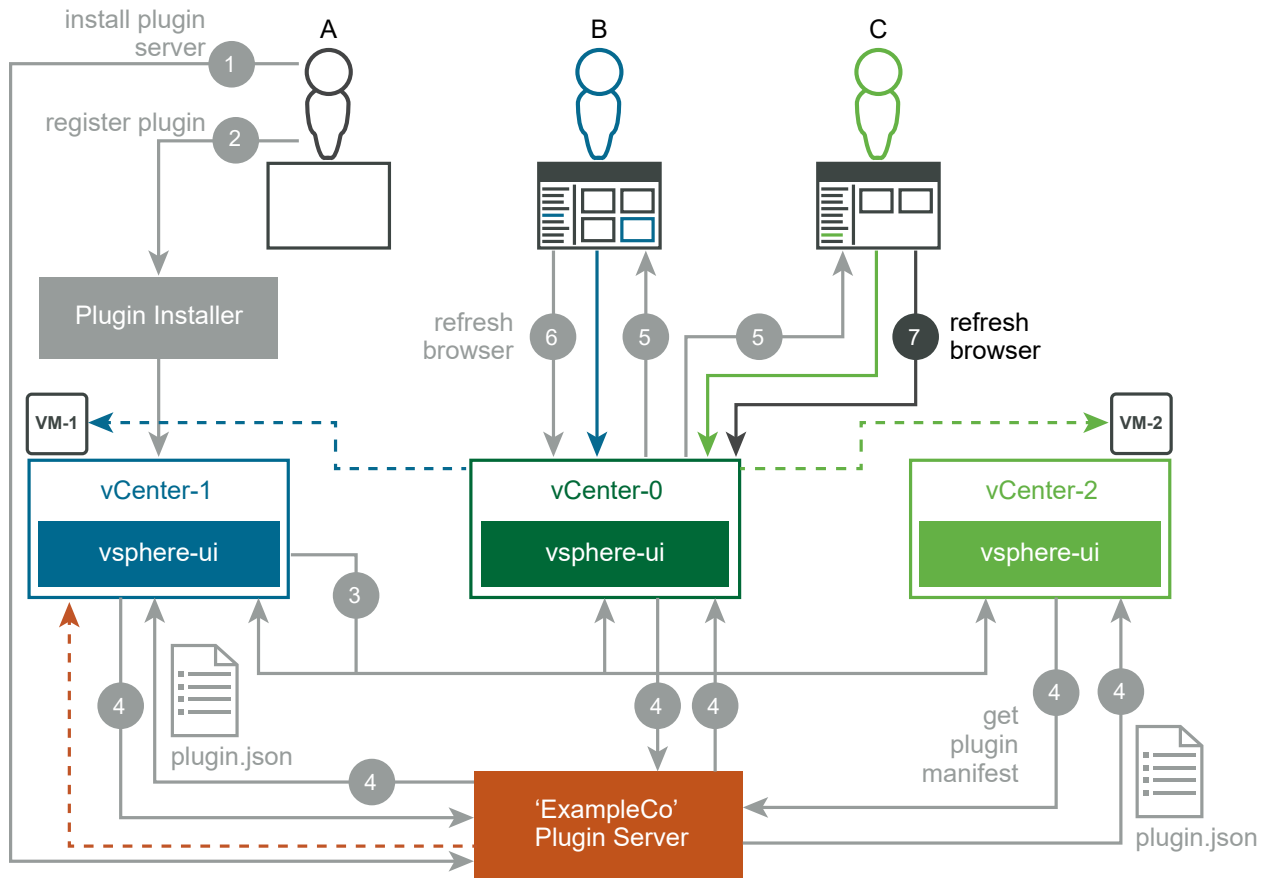 A
B
C
install plugin
server
1
register plugin
2
Plugin Installer
refresh
browser
6
5
5
7
refresh
browser
VM-1
VM-2
vCenter-1
vCenter-0
vCenter-2
vsphere-ui
vsphere-ui
vsphere-ui
3
4
4
4
4
4
get
plugin
manifest
plugin.json
4
‘ExampleCo’
Plugin Server
plugin.json